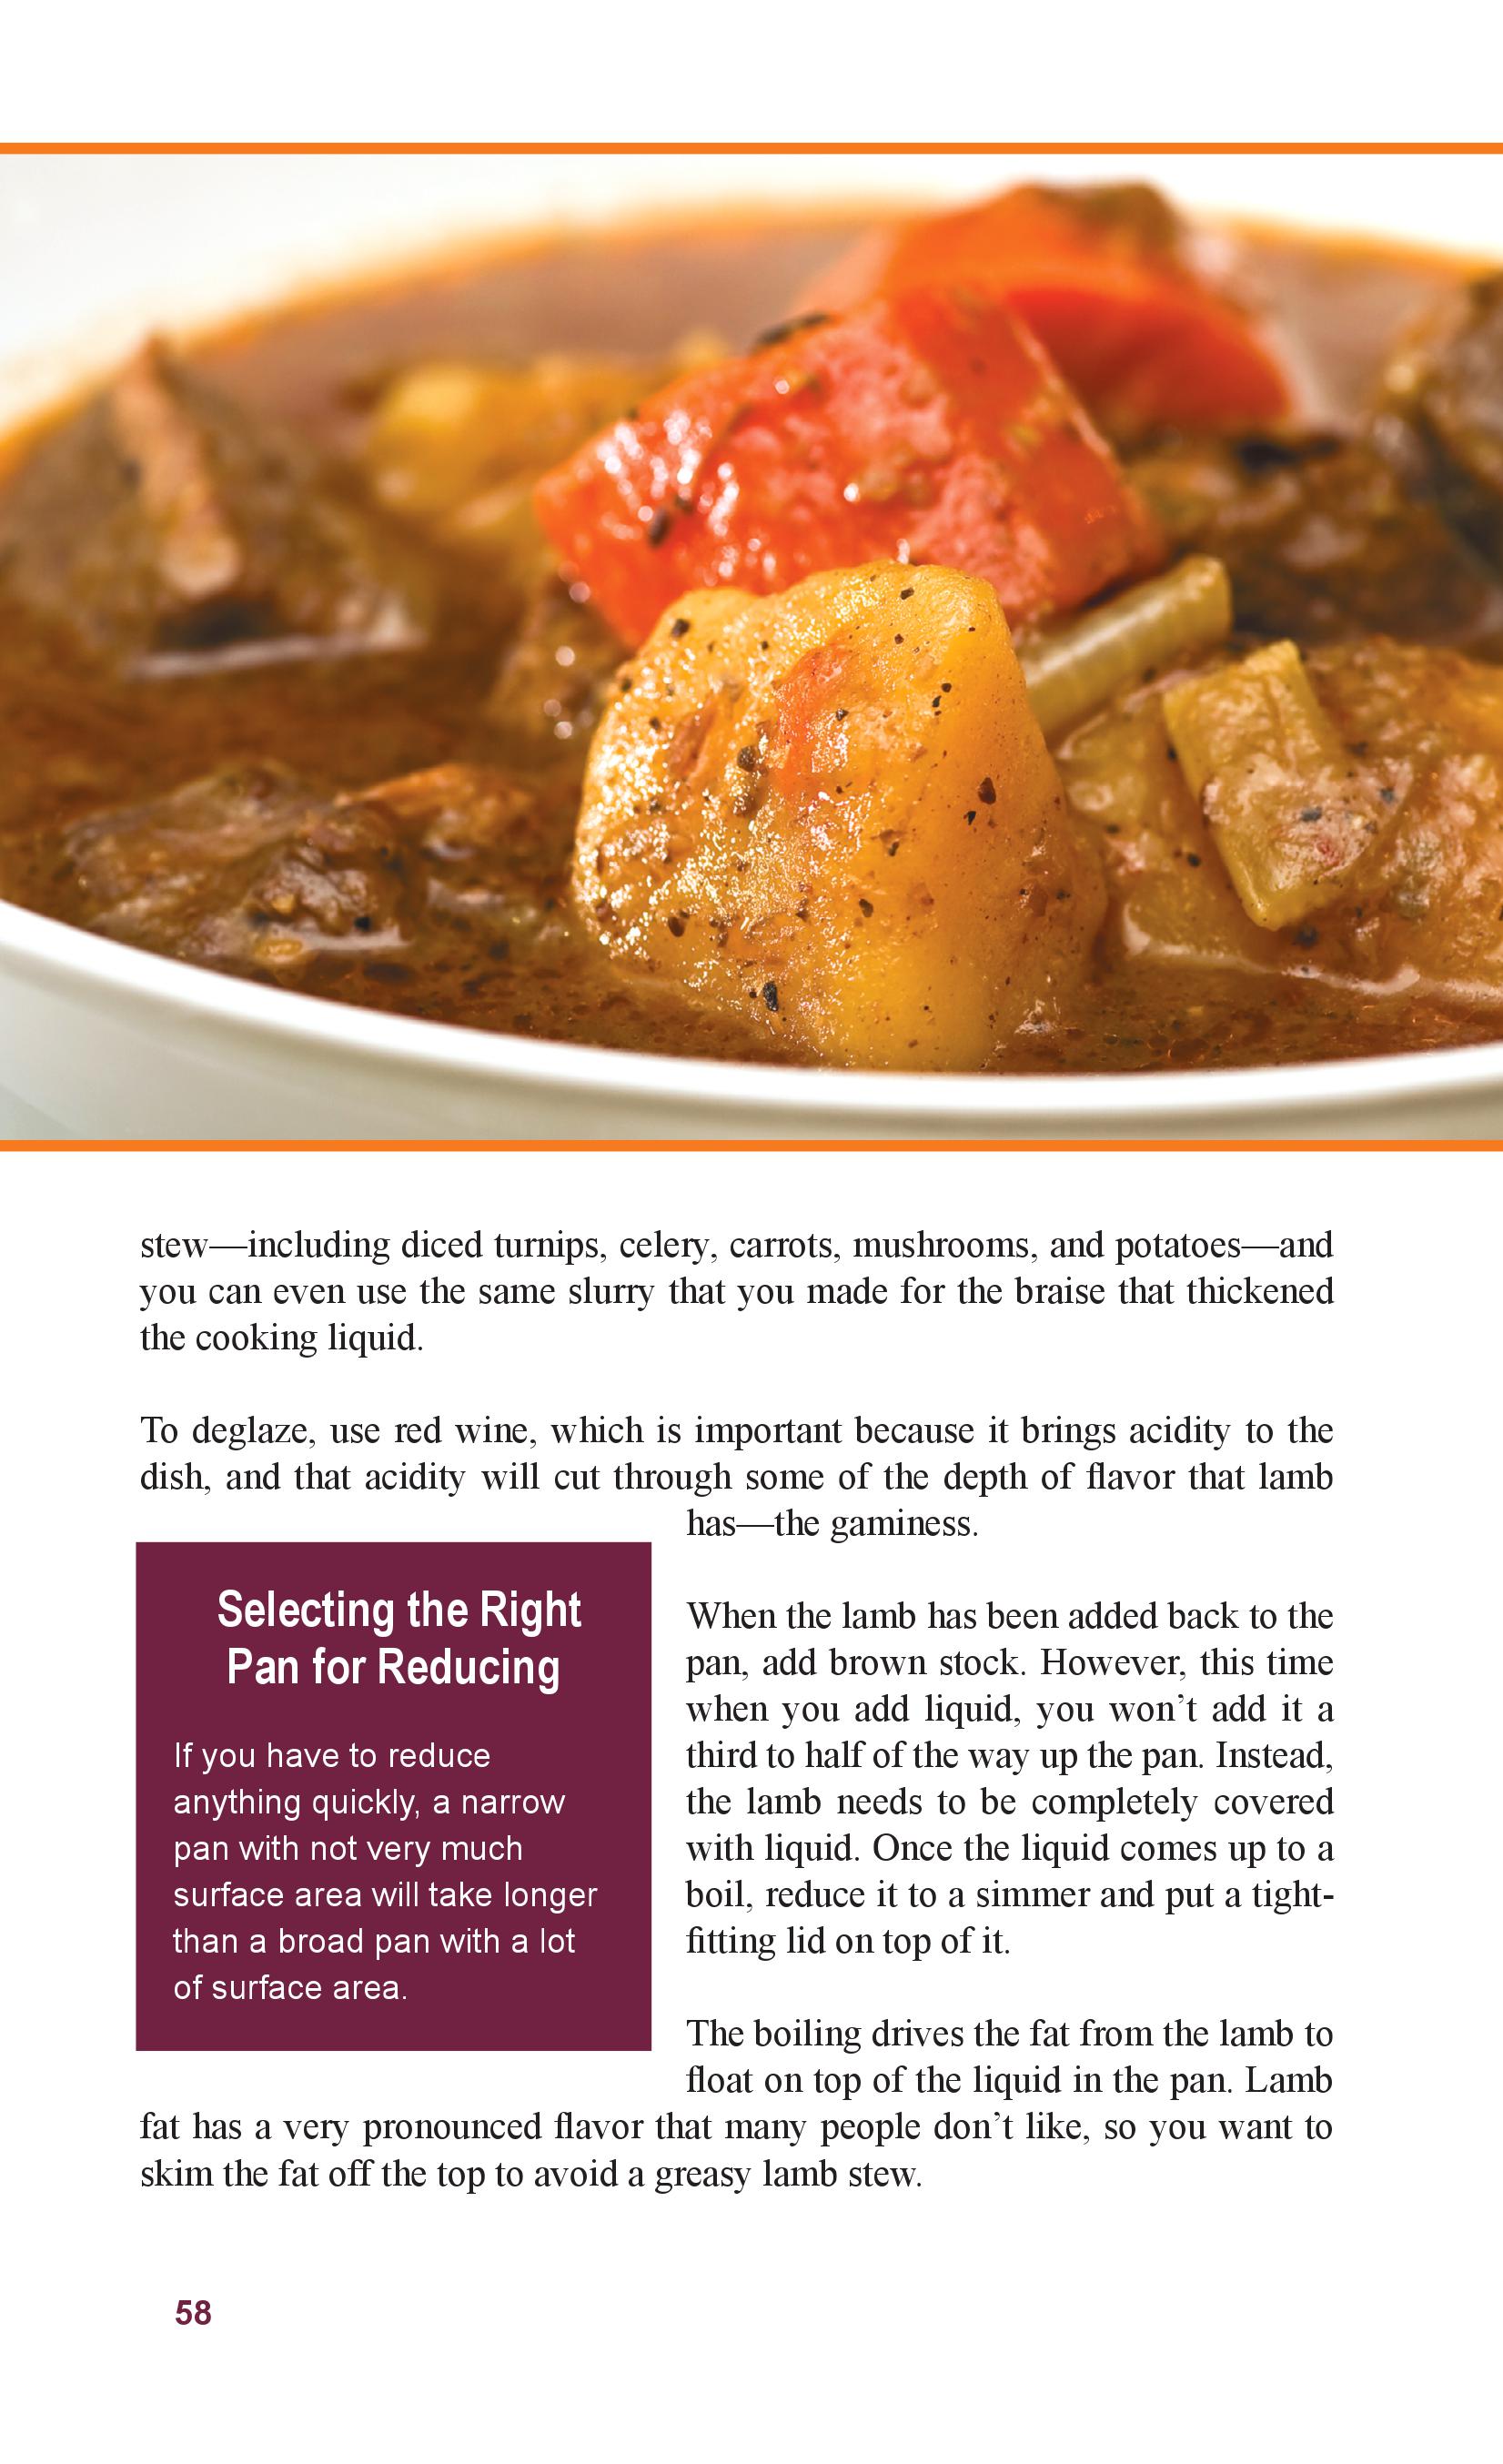 stew—including diced turnips, celery, carrots, mushrooms, and potatoes—and
you can even use the same slurry that you made for the braise that thickened
the cooking liquid.
To deglaze, use red wine, which is important because it brings acidity to the
dish, and that acidity will cut through some of the depth of flavor that lamb
has—the gaminess.
Selecting the Right
Pan for Reducing
If you have to reduce
anything quickly, a narrow
pan with not very much
surface area will take longer
than a broad pan with a lot
of surface area.
When the lamb has been added back to the
pan, add brown stock. However, this time
when you add liquid, you won’t add it a
third to half of the way up the pan. Instead,
the lamb needs to be completely covered
with liquid. Once the liquid comes up to a
boil, reduce it to a simmer and put a tight-
fitting lid on top of it.
The boiling drives the fat from the lamb to
float on top of the liquid in the pan. Lamb
fat has a very pronounced flavor that many people don’t like, so you want to
skim the fat off the top to avoid a greasy lamb stew.
58